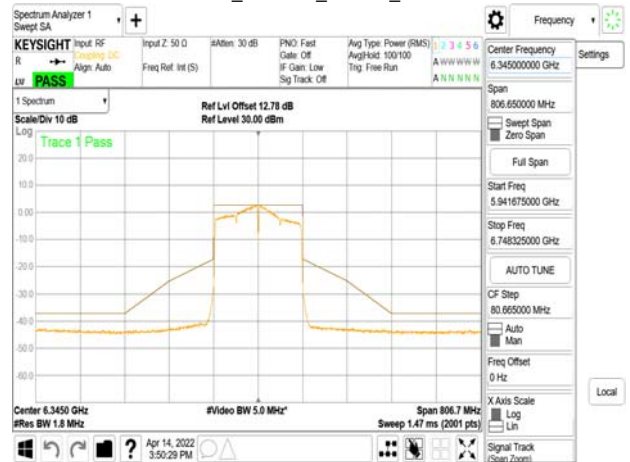 Spectrum Analyzer 1
Swept SA
Frequency
KEYSIGHT
Input: RF
Coupling: DC
Align: Auto
Input Z: 50 Ω
Freq Ref: Int (S)
#Atten: 30 dB
PNO: Fast
Gate: Off
IF Gain: Low
Sig Track: Off
Avg Type: Power (RMS)
Avg|Hold: 100/100
Trig: Free Run
1 2 3 4 5 6
A W W W W W
A N N N N N
R
PASS
Center Frequency
6.345000000 GHz
Settings
Span
806.650000 MHz
Swept Span
Zero Span
Full Span
Start Freq
5.941675000 GHz
Stop Freq
6.748325000 GHz
AUTO TUNE
CF Step
80.665000 MHz
Auto
Man
Freq Offset
0 Hz
X Axis Scale
Log
Lin
Local
Signal Track
(Span Zoom)
1 Spectrum
Scale/Div 10 dB
Ref Lvl Offset 12.78 dB
Ref Level 30.00 dBm
Log
Trace 1 Pass
20.0
10.0
0.00
-10.0
-20.0
-30.0
-40.0
-50.0
-60.0
Center 6.3450 GHz
#Res BW 1.8 MHz
#Video BW 5.0 MHz*
Span 806.7 MHz
Sweep 1.47 ms (2001 pts)
Apr 14, 2022
3:50:29 PM